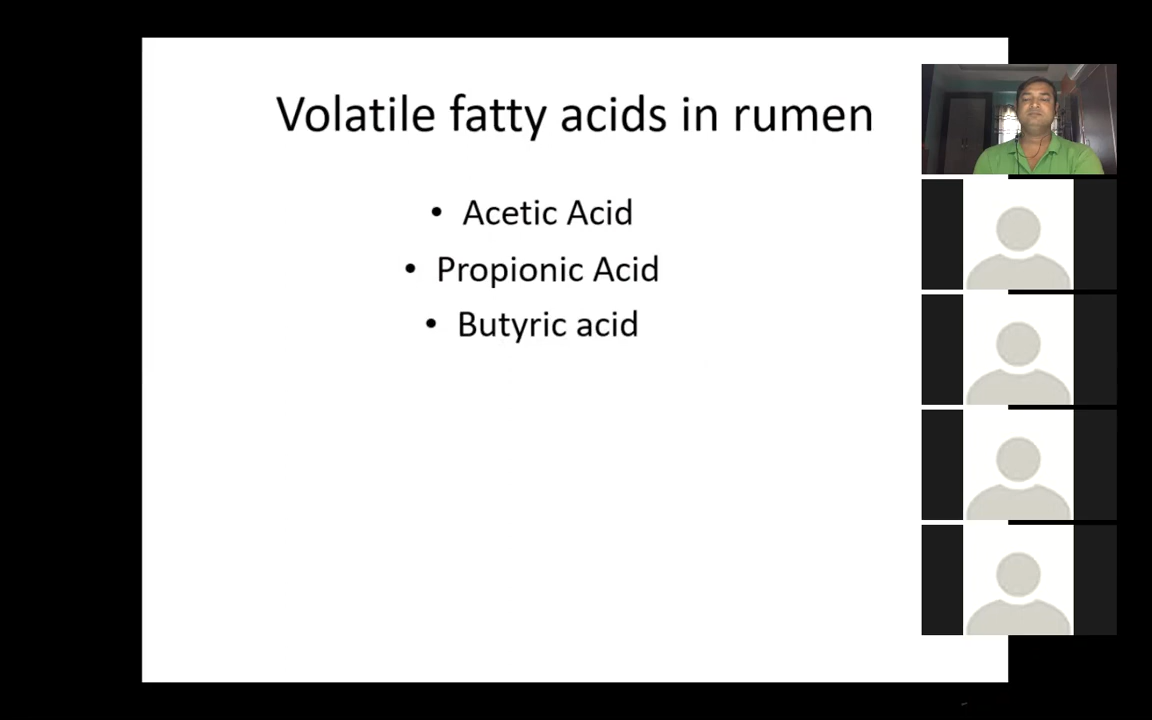 Volatile fatty acids in rumen
• Acetic Acid
• Propionic Acid
• Butyric acid